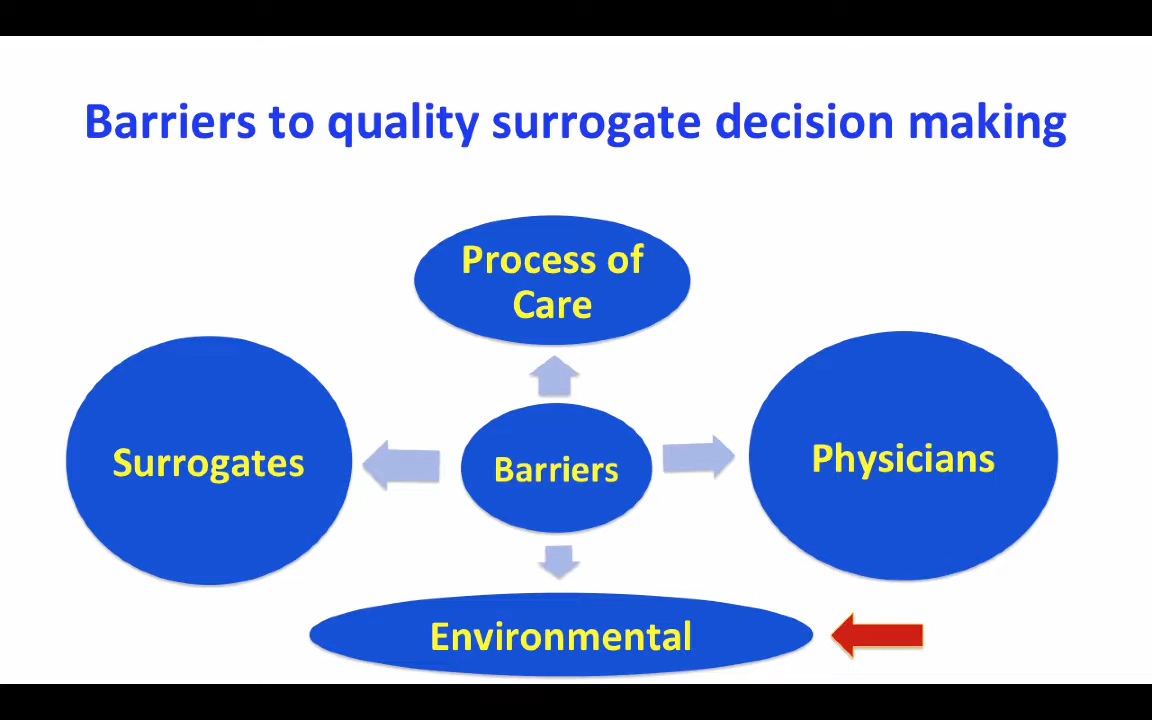 Barriers to quality surrogate decision making
Process of
Care
Surrogates
Barriers
Physicians
Environmental